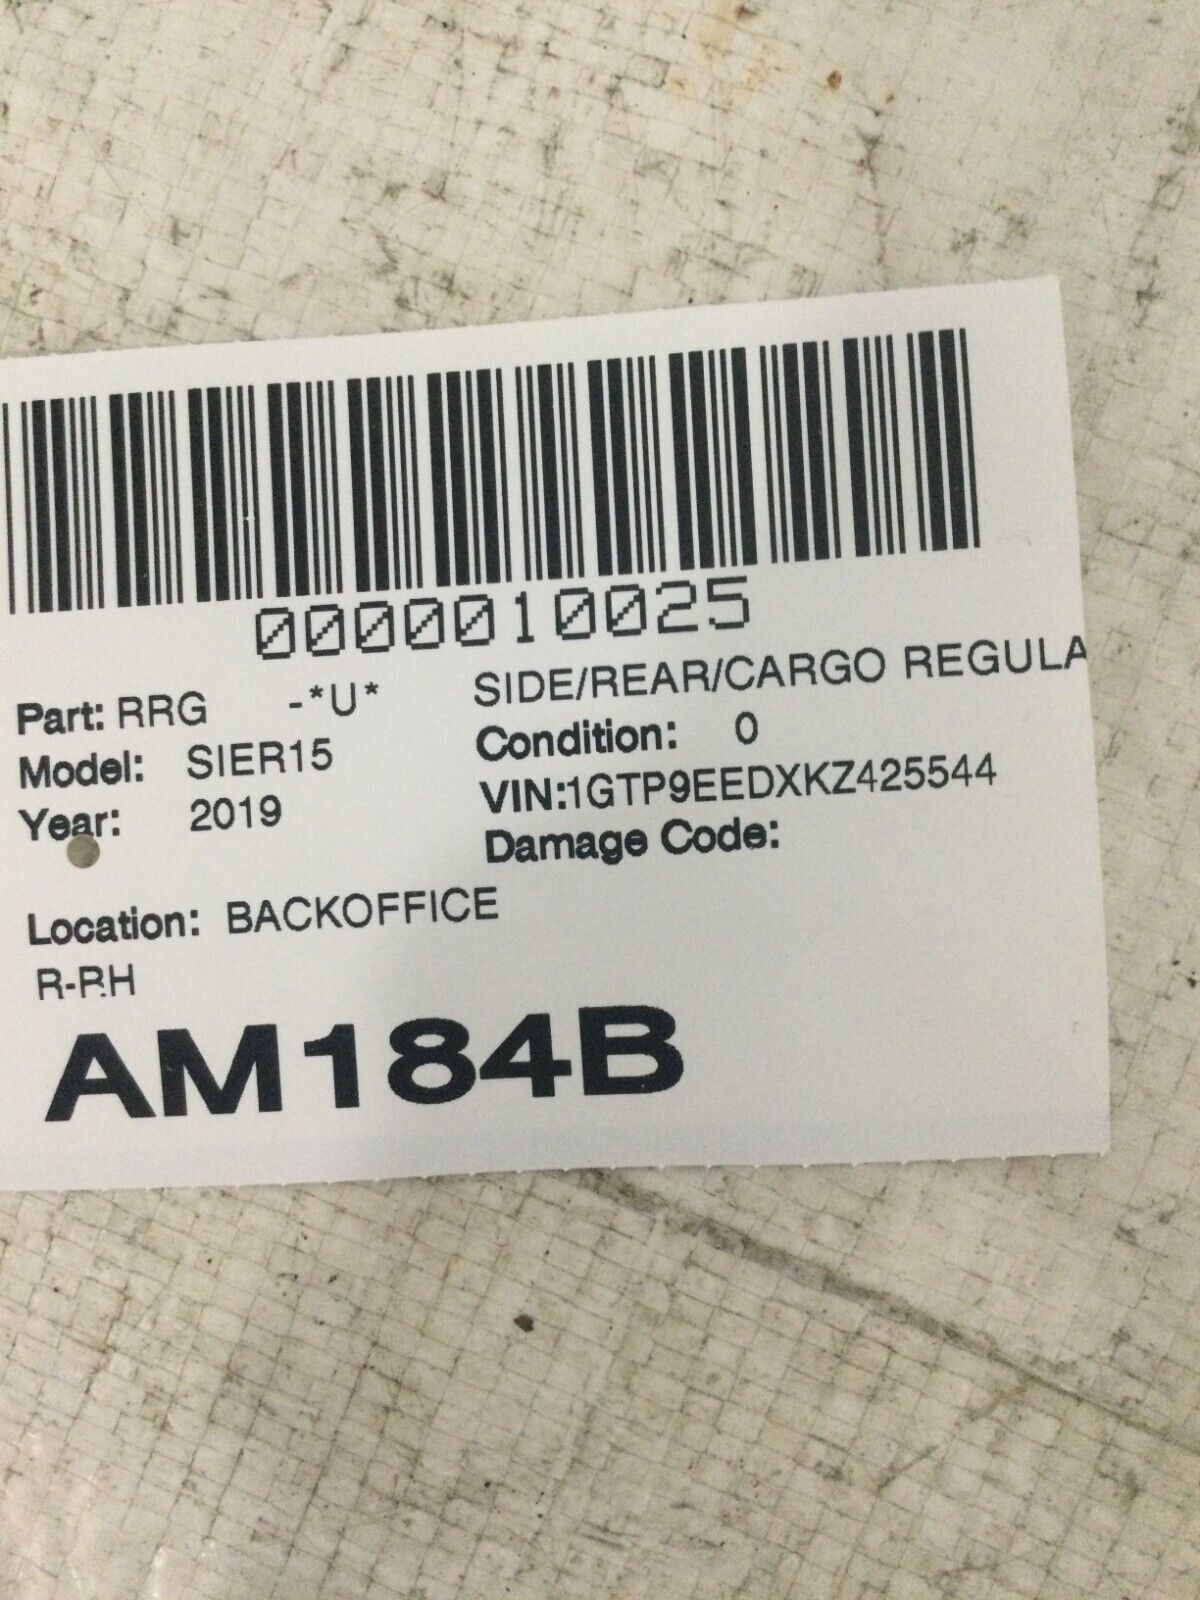 0000010025
Part: RRG -*U* SIDE/REAR/CARGO REGULA
Model: SIER15 Condition: 0
Year: 2019 VIN:1GTP9EEDXKZ425544
Damage Code:
Location: BACKOFFICE
R-RH
AM184B